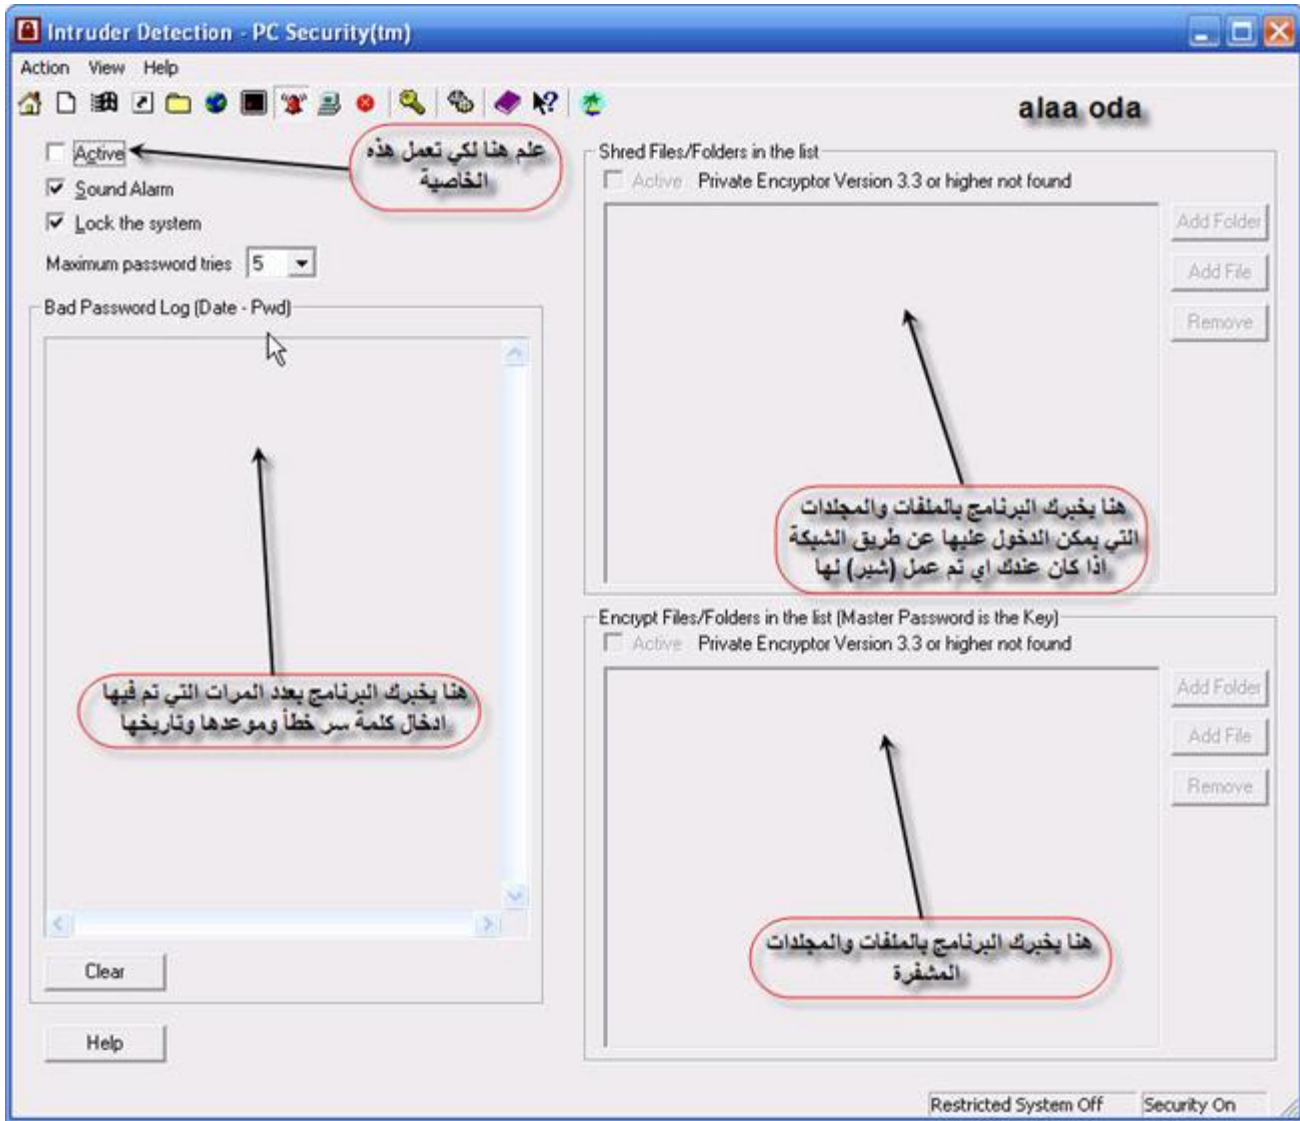 Intruder Detection - PC Security(tm)
Action View Help
alaa oda
Active
علم هنا لكي تعمل هذه
الخاصية
Sound Alarm
Lock the system
Maximum password tries 5
Bad Password Log (Date - Pwd)
هنا يخبرك البرنامج بعدد المرات التي تم فيها
ادخال كلمة سر خطأ وموعدها وتاريخها
Clear
Help
Shred Files/Folders in the list
Active Private Encryptor Version 3.3 or higher not found
Add Folder
Add File
Remove
هنا يخبرك البرنامج بالملفات والمجلدات
التي يمكن الدخول عليها عن طريق الشبكة
اذا كان عندك اي تم عمل (شير) لها
Encrypt Files/Folders in the list (Master Password is the Key)
Active Private Encryptor Version 3.3 or higher not found
Add Folder
Add File
Remove
هنا يخبرك البرنامج بالملفات والمجلدات
المشفرة
Restricted System Off Security On